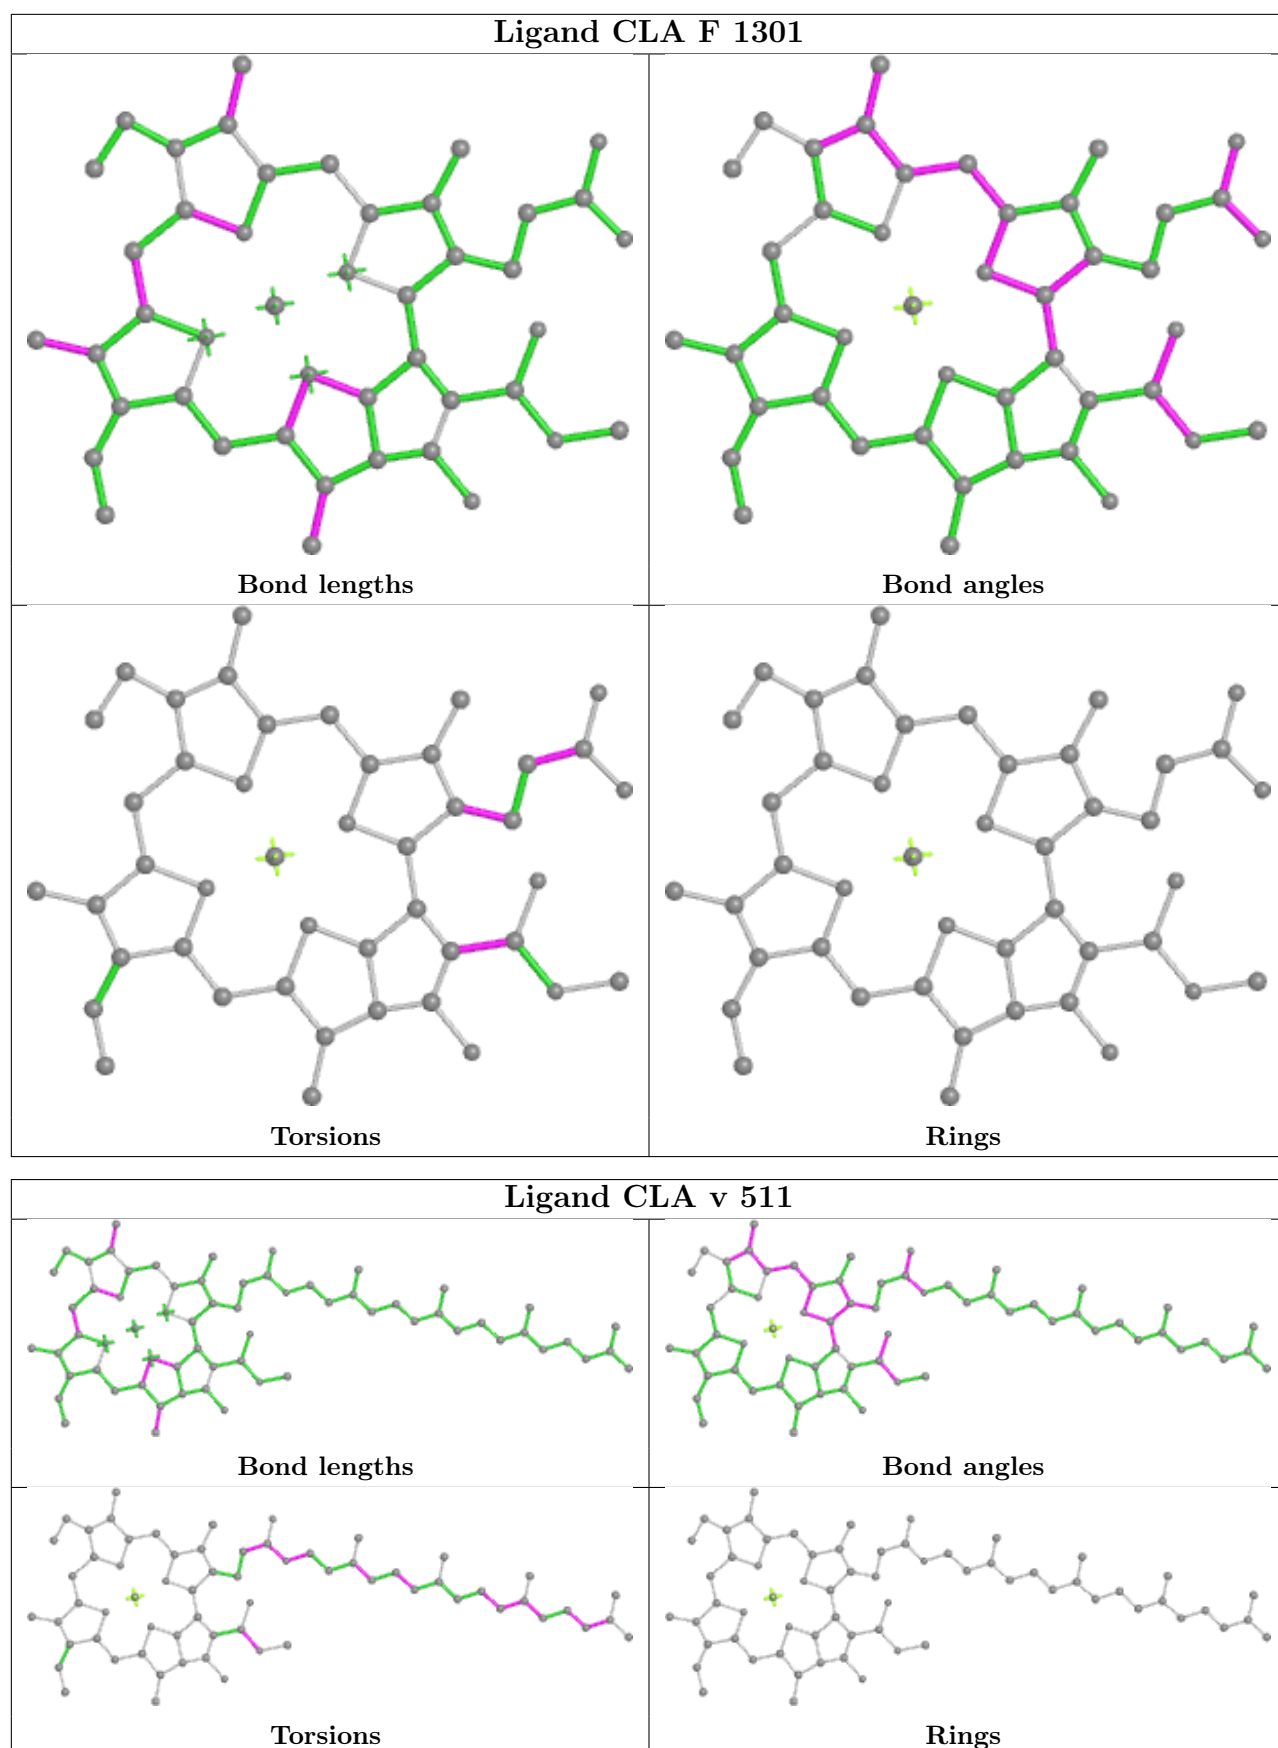 Ligand CLA F 1301
Bond lengths
Bond angles
Torsions
Rings
Ligand CLA v 511
Bond lengths
Bond angles
Torsions
Rings